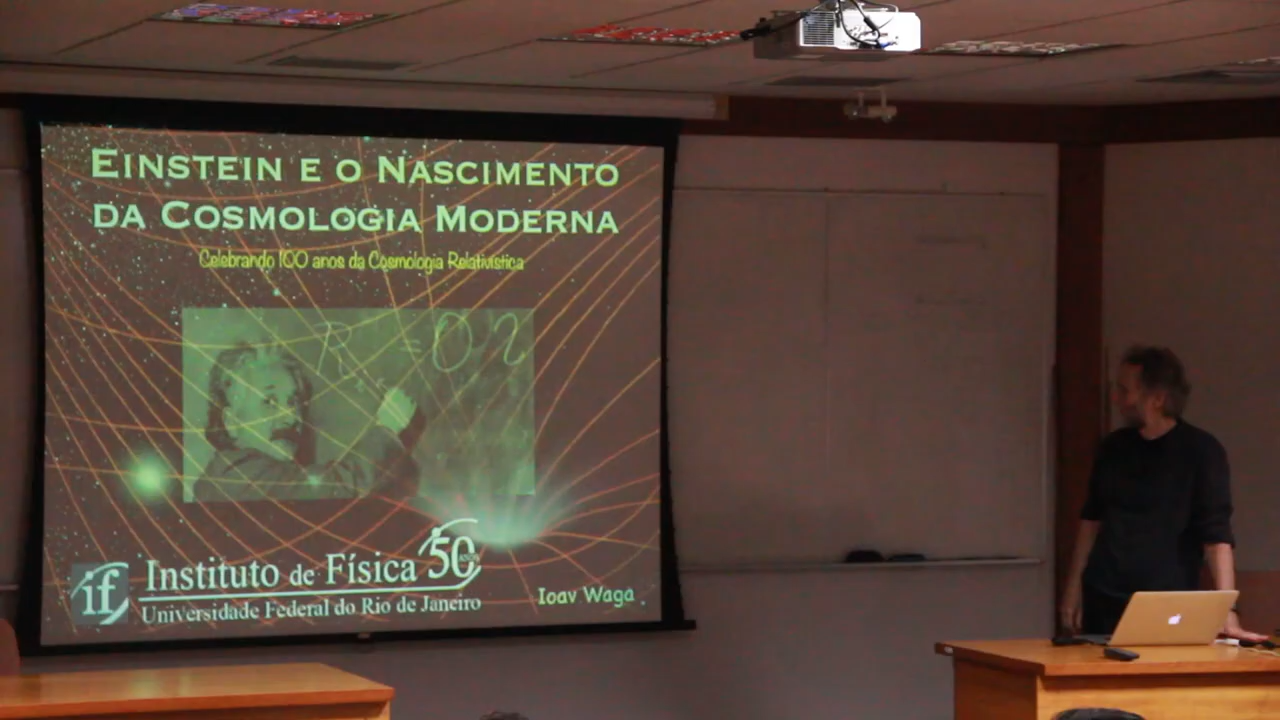 EINSTEIN E O NASCIMENTO
DA COSMOLOGIA MODERNA
Celebrando 100 anos da Cosmologia Relativística
R = 0 ?
if
Instituto de Física 50 ANOS
Universidade Federal do Rio de Janeiro
Ioav Waga